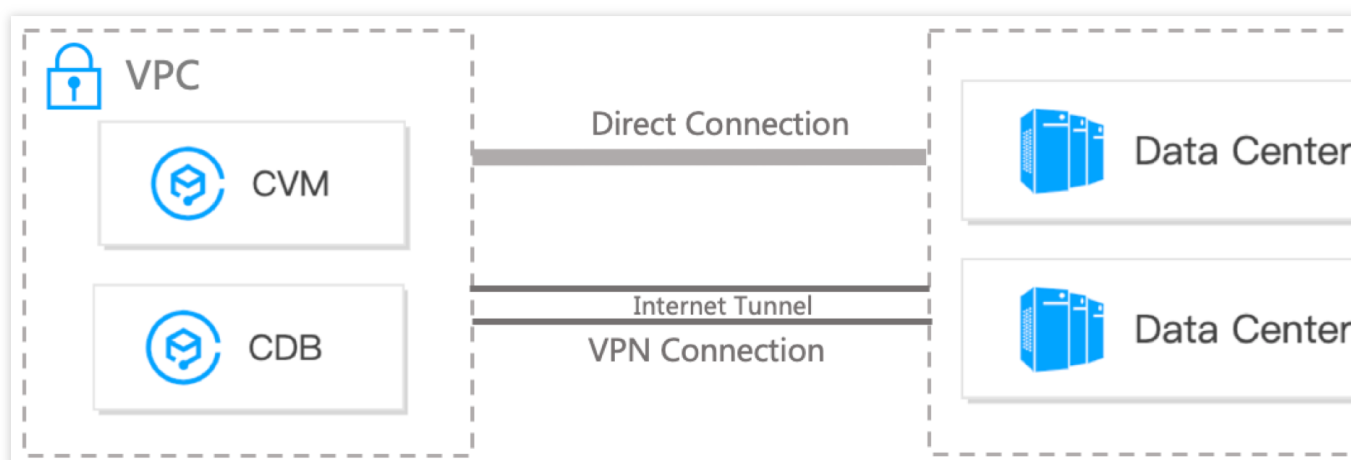 VPC
CVM
CDB
Direct Connection
Internet Tunnel
VPN Connection
Data Center
Data Center